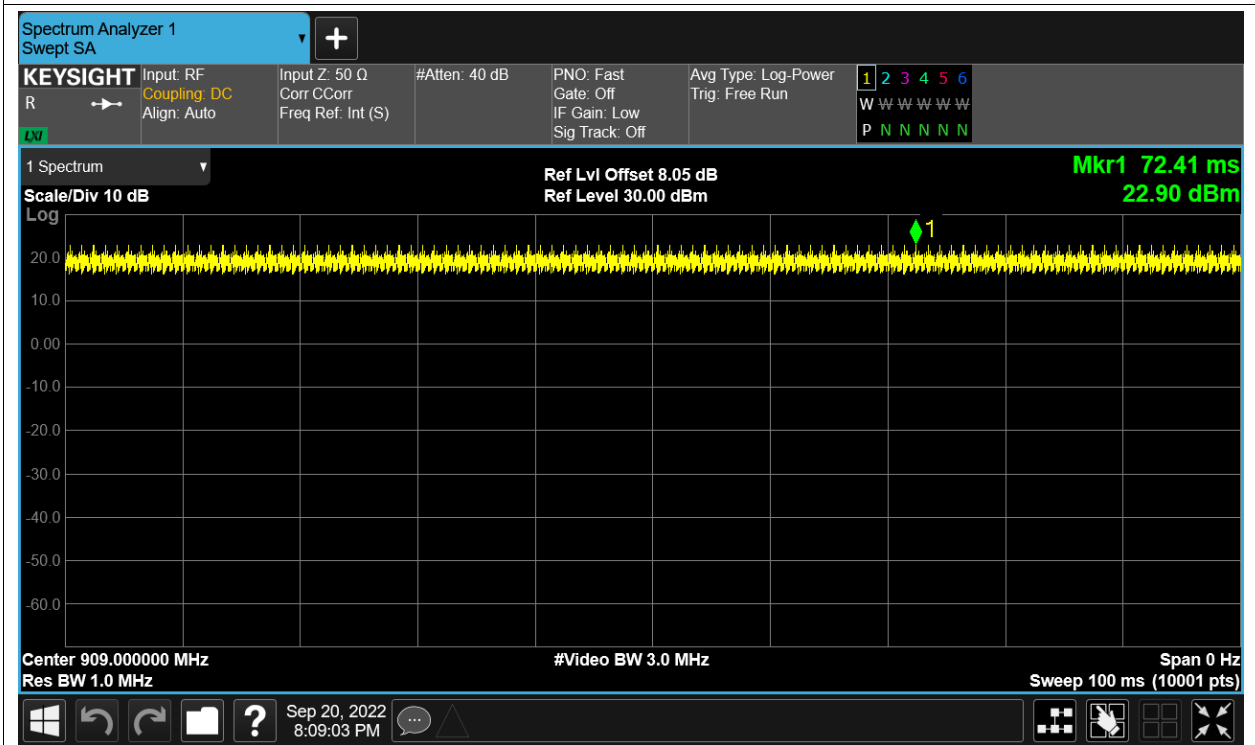 Spectrum Analyzer 1
Swept SA
KEYSIGHT
R
LXI
Input: RF
Coupling: DC
Align: Auto
Input Z: 50 Ω
Corr CCorr
Freq Ref: Int (S)
#Atten: 40 dB
PNO: Fast
Gate: Off
IF Gain: Low
Sig Track: Off
Avg Type: Log-Power
Trig: Free Run
1 2 3 4 5 6
W W W W W W
P N N N N N
1 Spectrum
Scale/Div 10 dB
Ref Lvl Offset 8.05 dB
Ref Level 30.00 dBm
Mkr1 72.41 ms
22.90 dBm
Log
1
20.0
10.0
0.00
-10.0
-20.0
-30.0
-40.0
-50.0
-60.0
Center 909.000000 MHz
#Video BW 3.0 MHz
Span 0 Hz
Res BW 1.0 MHz
Sweep 100 ms (10001 pts)
?
Sep 20, 2022
8:09:03 PM